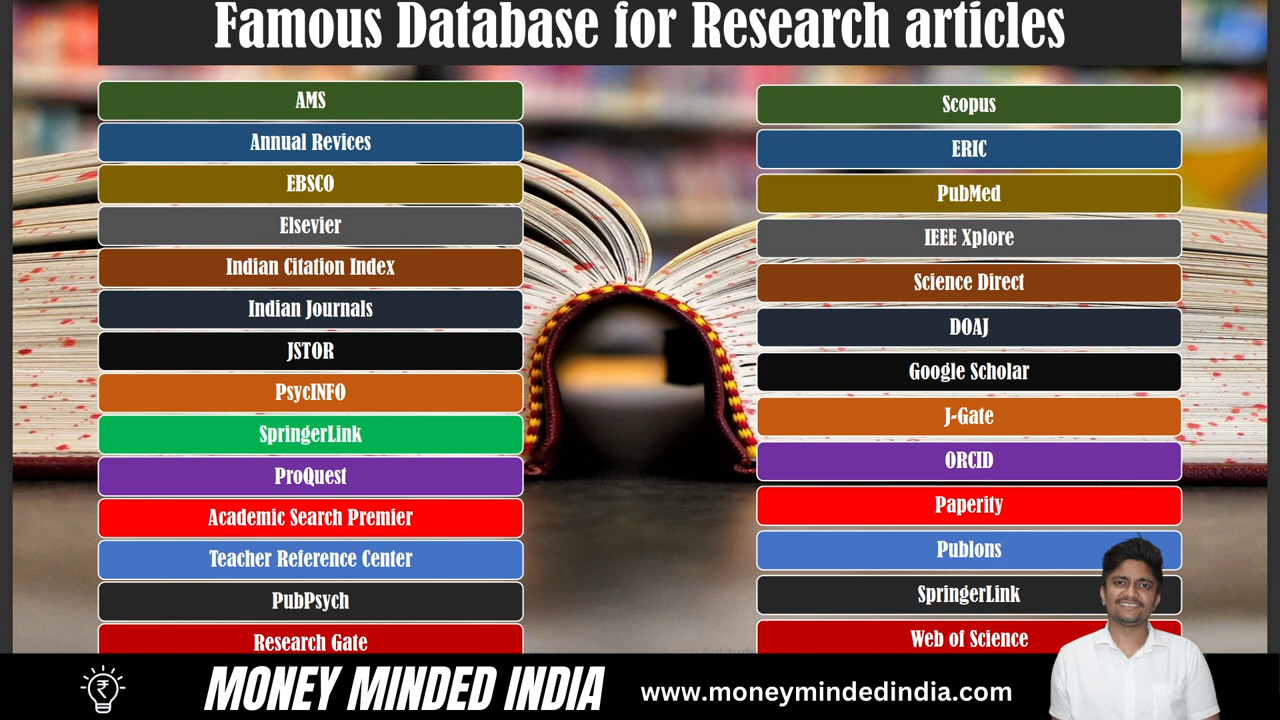 Famous Database for Research articles
AMS
Annual Revices
EBSCO
Elsevier
Indian Citation Index
Indian Journals
JSTOR
PsycINFO
SpringerLink
ProQuest
Academic Search Premier
Teacher Reference Center
PubPsych
Research Gate
Scopus
ERIC
PubMed
IEEE Xplore
Science Direct
DOAJ
Google Scholar
J-Gate
ORCID
Paperity
Publons
SpringerLink
Web of Science
MONEY MINDED INDIA
www.moneymindedindia.com